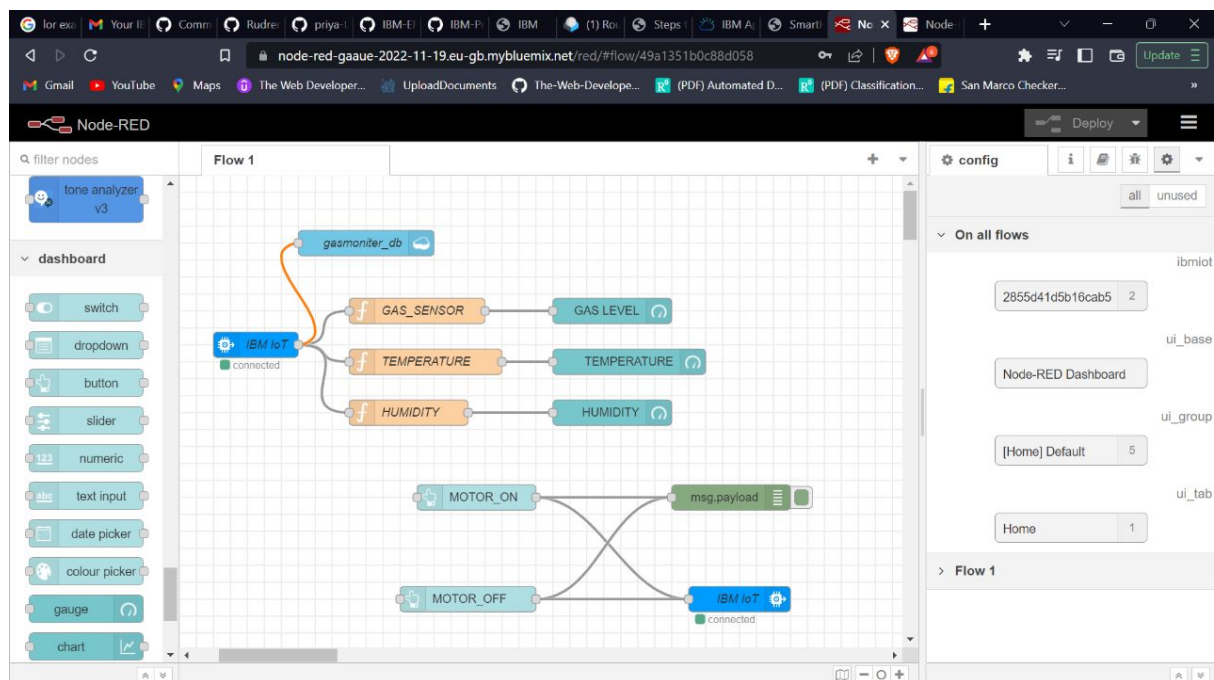 lor exa
Your IB
Comm
Rudre
priya-t
IBM-E
IBM-P
IBM
(1) Rou
Steps t
IBM A
Smart
No
Node-
node-red-gaaue-2022-11-19.eu-gb.mybluemix.net/red/#flow/49a1351b0c88d058
Update
Gmail
YouTube
Maps
The Web Developer...
UploadDocuments
The-Web-Develope...
(PDF) Automated D...
(PDF) Classification...
San Marco Checker...
»
Node-RED
Deploy
filter nodes
tone analyzer
v3
dashboard
switch
dropdown
button
slider
123 numeric
abc text input
date picker
colour picker
gauge
chart
Flow 1
gasmoniter_db
f GAS_SENSOR
GAS LEVEL
IBM IoT
connected
f TEMPERATURE
TEMPERATURE
f HUMIDITY
HUMIDITY
MOTOR_ON
msg.payload
MOTOR_OFF
IBM IoT
connected
config
i
all
unused
On all flows
ibmiot
2855d41d5b16cab5 2
ui_base
Node-RED Dashboard
ui_group
[Home] Default 5
ui_tab
Home 1
Flow 1